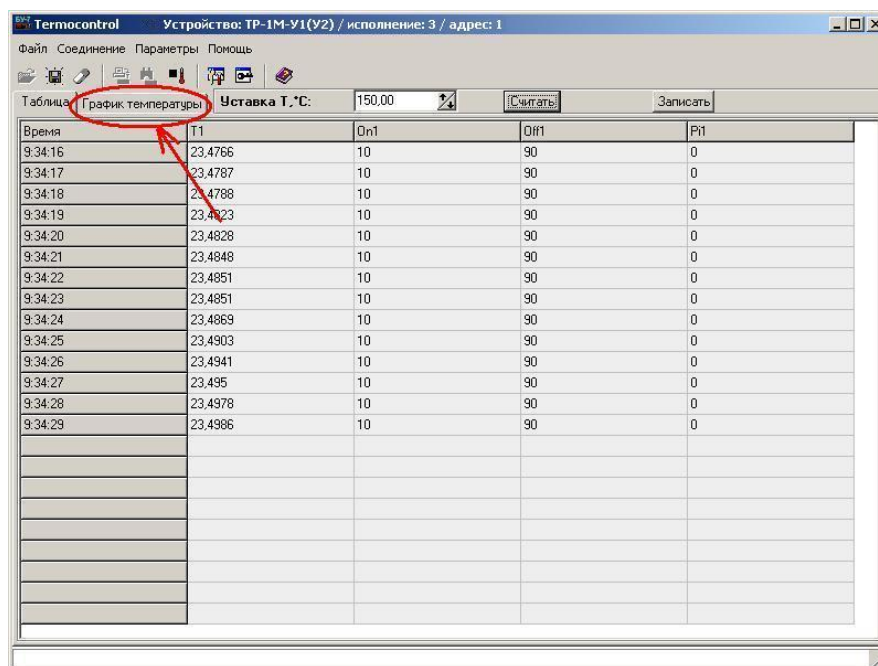 Termocontrol Устройство: ТР-1М-У1(У2) / исполнение: 3 / адрес: 1
Файл Соединение Параметры Помощь
Таблица График температуры Уставка Т,°С: 150,00 Считать Записать
Время T1 On1 Off1 Pi1
9:34:16 23,4766 10 90 0
9:34:17 23,4787 10 90 0
9:34:18 23,4788 10 90 0
9:34:19 23,4823 10 90 0
9:34:20 23,4828 10 90 0
9:34:21 23,4848 10 90 0
9:34:22 23,4851 10 90 0
9:34:23 23,4851 10 90 0
9:34:24 23,4869 10 90 0
9:34:25 23,4903 10 90 0
9:34:26 23,4941 10 90 0
9:34:27 23,495 10 90 0
9:34:28 23,4978 10 90 0
9:34:29 23,4986 10 90 0